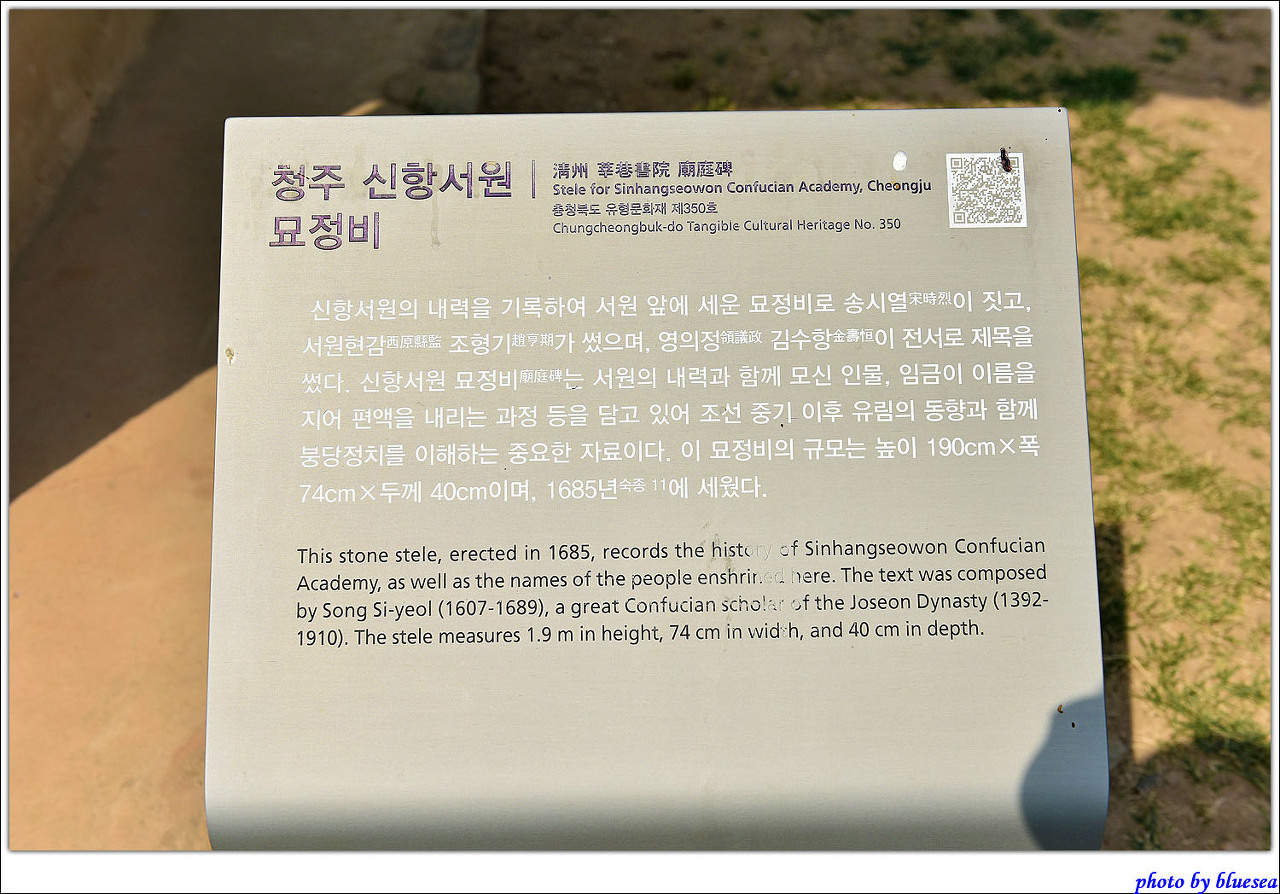 청주 신항서원
묘정비
淸州 莘巷書院 廟庭碑
Stele for Sinhangseowon Confucian Academy, Cheongju
충청북도 유형문화재 제350호
Chungcheongbuk-do Tangible Cultural Heritage No. 350
신항서원의 내력을 기록하여 서원 앞에 세운 묘정비로 송시열宋時烈이 짓고,
서원현감西原縣監 조형기趙亨期가 썼으며, 영의정領議政 김수항金壽恒이 전서로 제목을
썼다. 신항서원 묘정비廟庭碑는 서원의 내력과 함께 모신 인물, 임금이 이름을
지어 편액을 내리는 과정 등을 담고 있어 조선 중기 이후 유림의 동향과 함께
붕당정치를 이해하는 중요한 자료이다. 이 묘정비의 규모는 높이 190cm×폭
74cm×두께 40cm이며, 1685년숙종 11에 세웠다.
This stone stele, erected in 1685, records the history of Sinhangseowon Confucian
Academy, as well as the names of the people enshrined here. The text was composed
by Song Si-yeol (1607-1689), a great Confucian scholar of the Joseon Dynasty (1392-
1910). The stele measures 1.9 m in height, 74 cm in width, and 40 cm in depth.
photo by bluesea